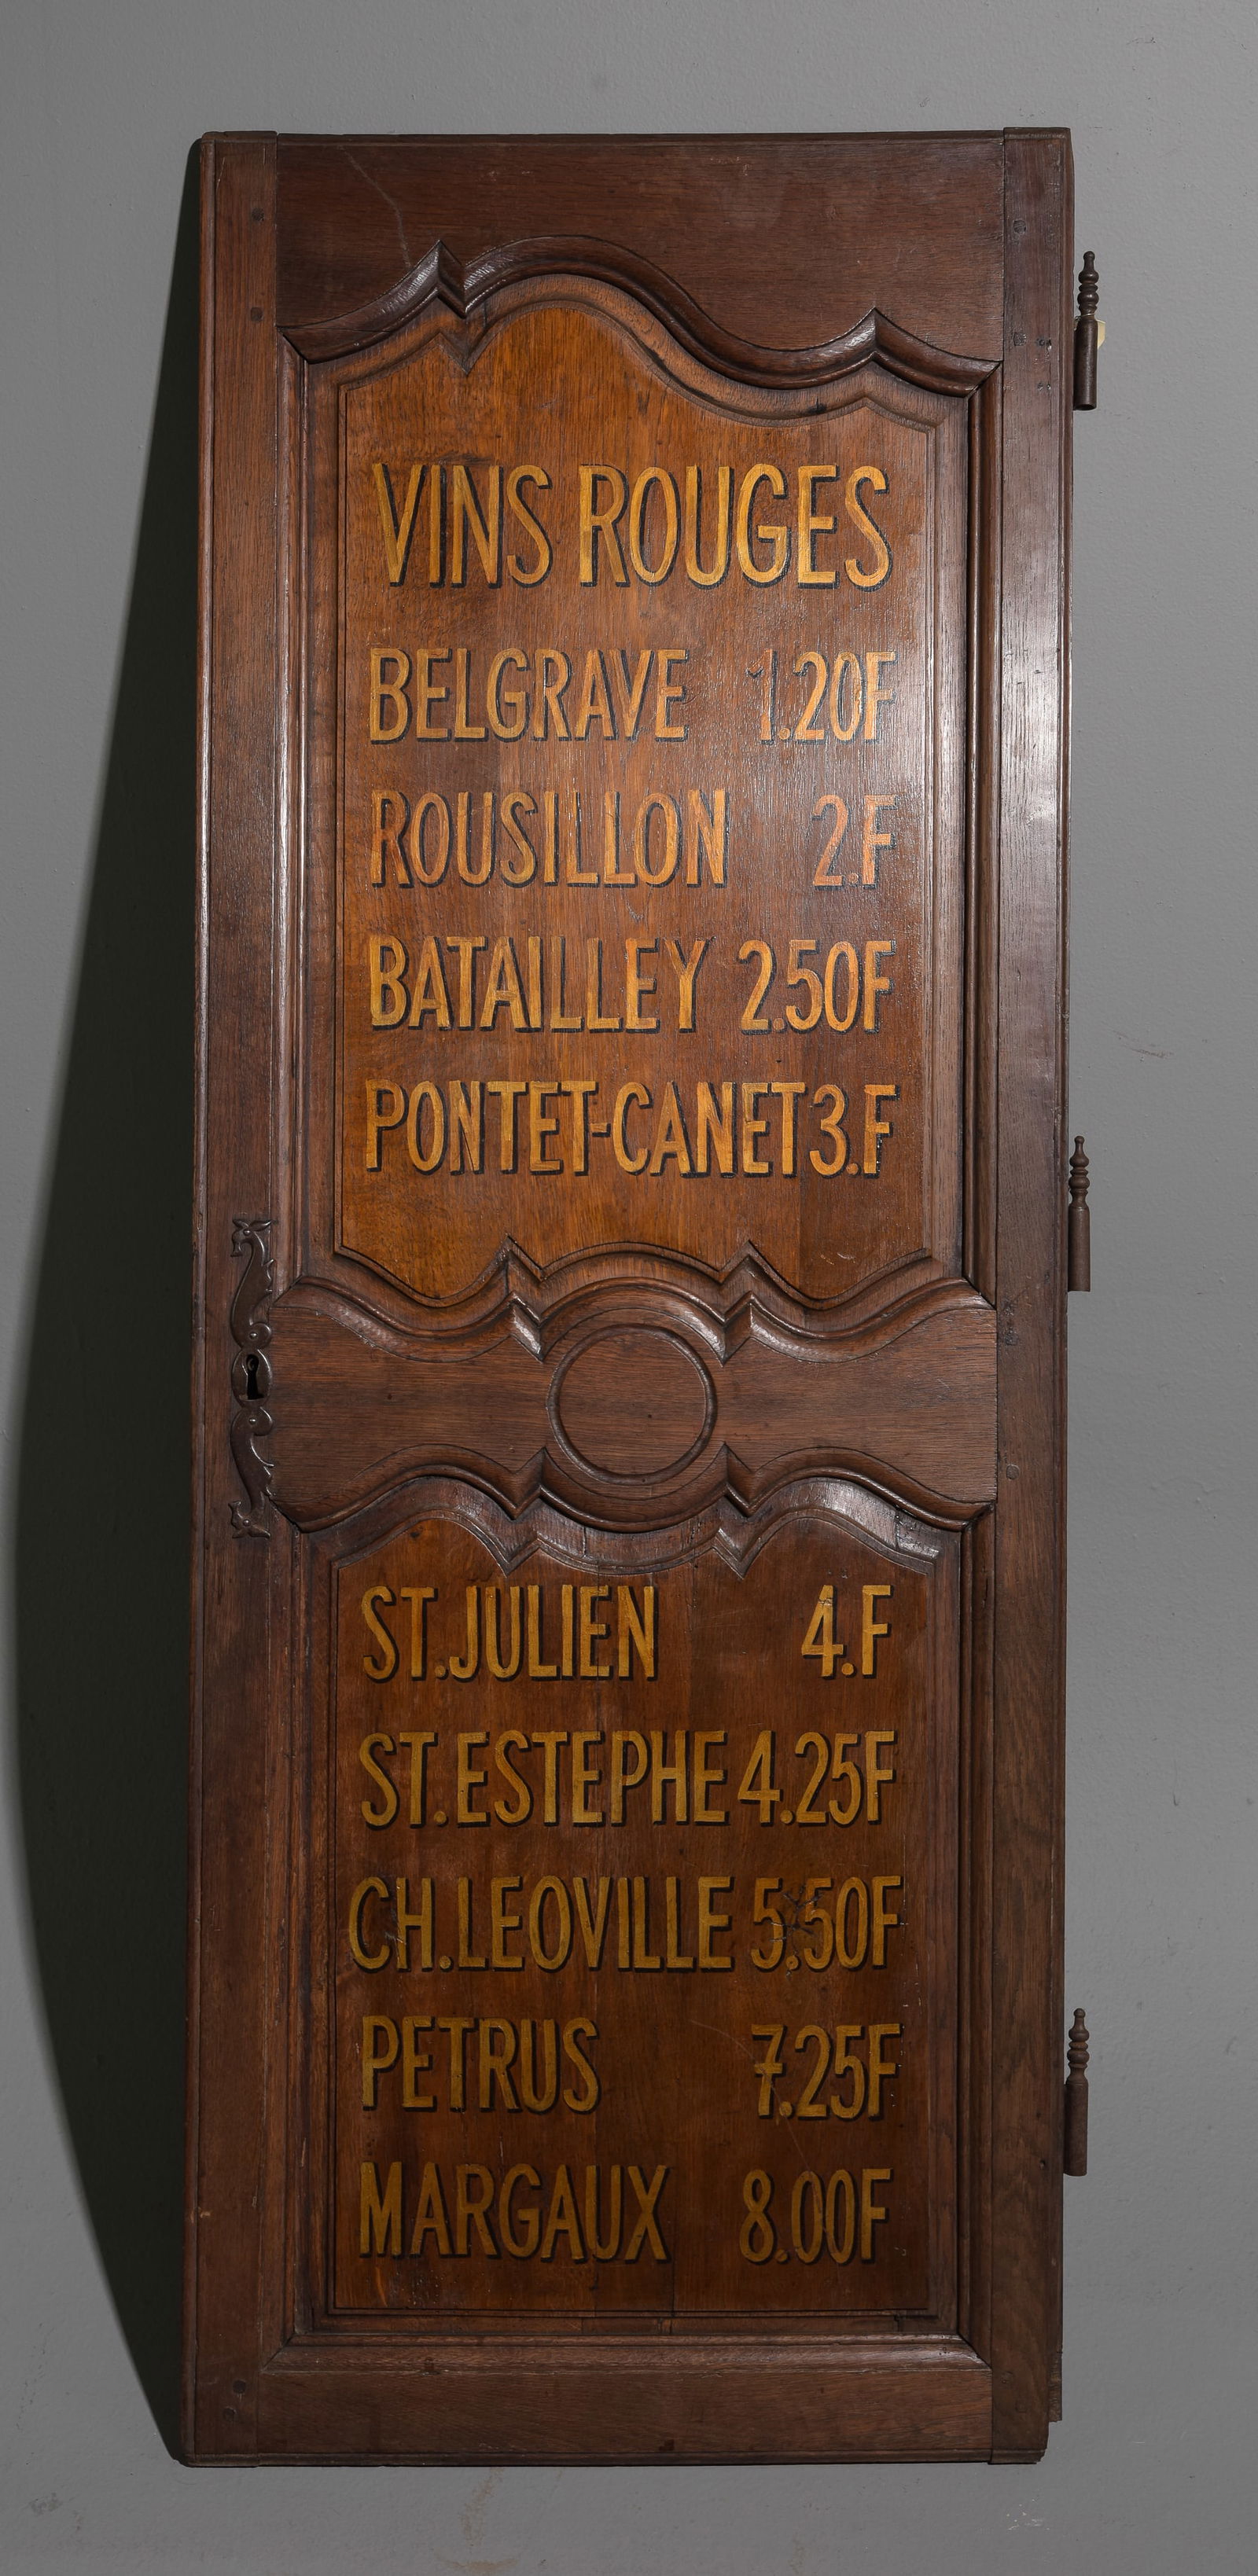 VINS ROUGES
BELGRAVE 1.20F
ROUSILLON 2.F
BATAILLEY 2.50F
PONTET-CANET 3.F
ST. JULIEN 4.F
ST. ESTEPHE 4.25F
CH. LEOVILLE 5.50F
PETRUS 7.25F
MARGAUX 8.00F